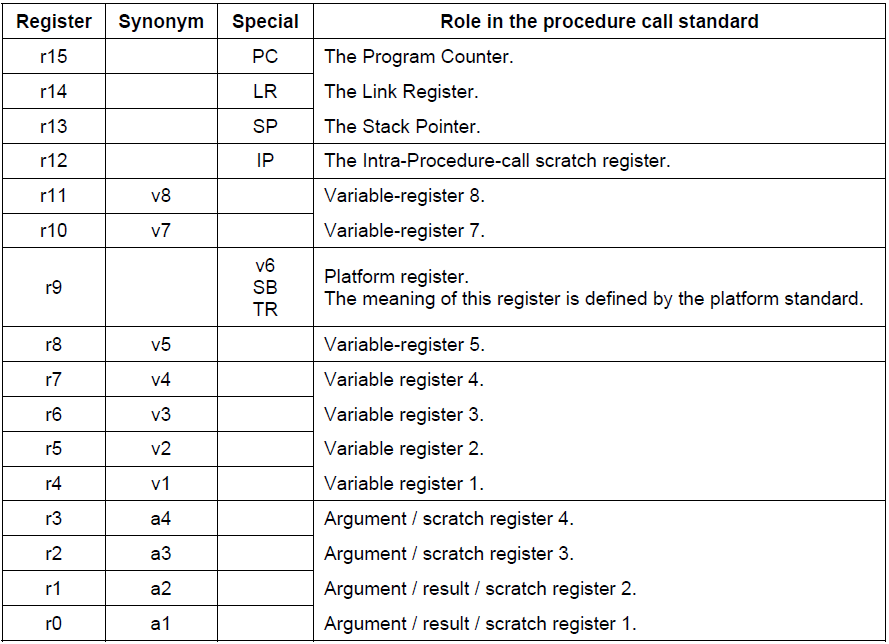 Register Synonym Special Role in the procedure call standard
r15 PC The Program Counter.
r14 LR The Link Register.
r13 SP The Stack Pointer.
r12 IP The Intra-Procedure-call scratch register.
r11 v8 Variable-register 8.
r10 v7 Variable-register 7.
r9 v6
SB
TR Platform register.
The meaning of this register is defined by the platform standard.
r8 v5 Variable-register 5.
r7 v4 Variable register 4.
r6 v3 Variable register 3.
r5 v2 Variable register 2.
r4 v1 Variable register 1.
r3 a4 Argument / scratch register 4.
r2 a3 Argument / scratch register 3.
r1 a2 Argument / result / scratch register 2.
r0 a1 Argument / result / scratch register 1.